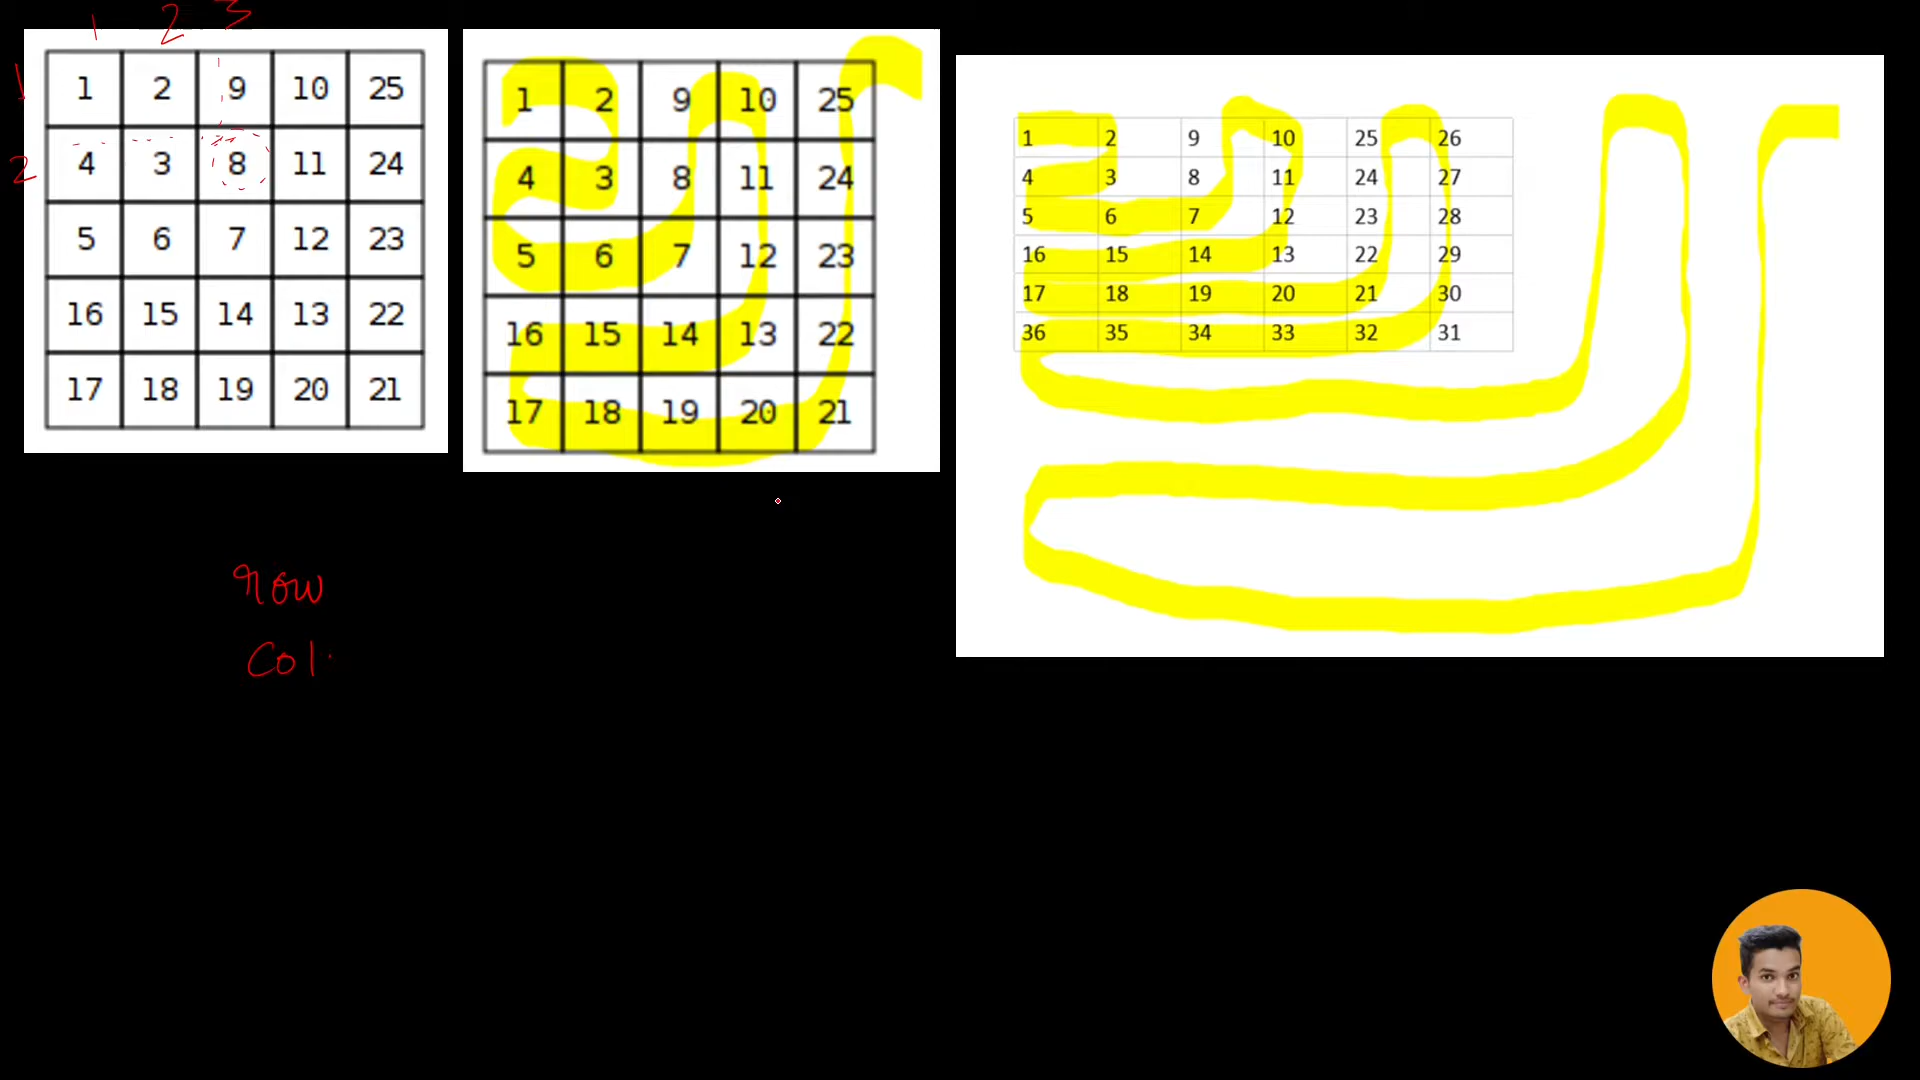 1 2 3
1 1 2 9 10 25
2 4 3 8 11 24
5 6 7 12 23
16 15 14 13 22
17 18 19 20 21
1 2 9 10 25
4 3 8 11 24
5 6 7 12 23
16 15 14 13 22
17 18 19 20 21
1 2 9 10 25 26
4 3 8 11 24 27
5 6 7 12 23 28
16 15 14 13 22 29
17 18 19 20 21 30
36 35 34 33 32 31
row
col.